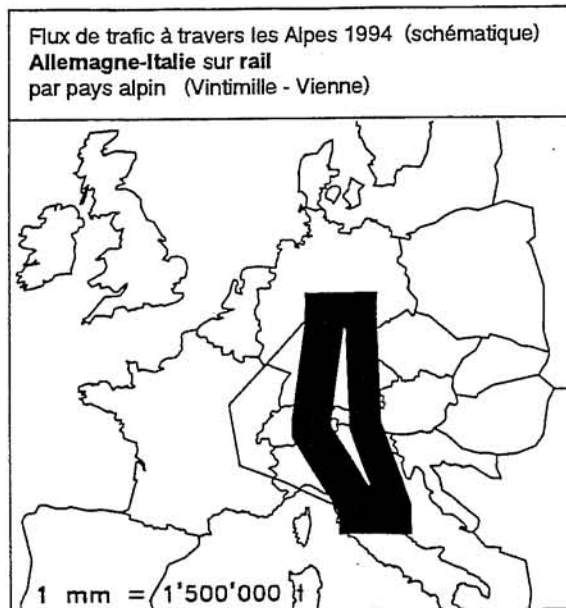 Flux de trafic à travers les Alpes 1994 (schématique)
Allemagne-Italie sur rail
par pays alpin (Vintimille - Vienne)
1 mm = 1'500'000 t